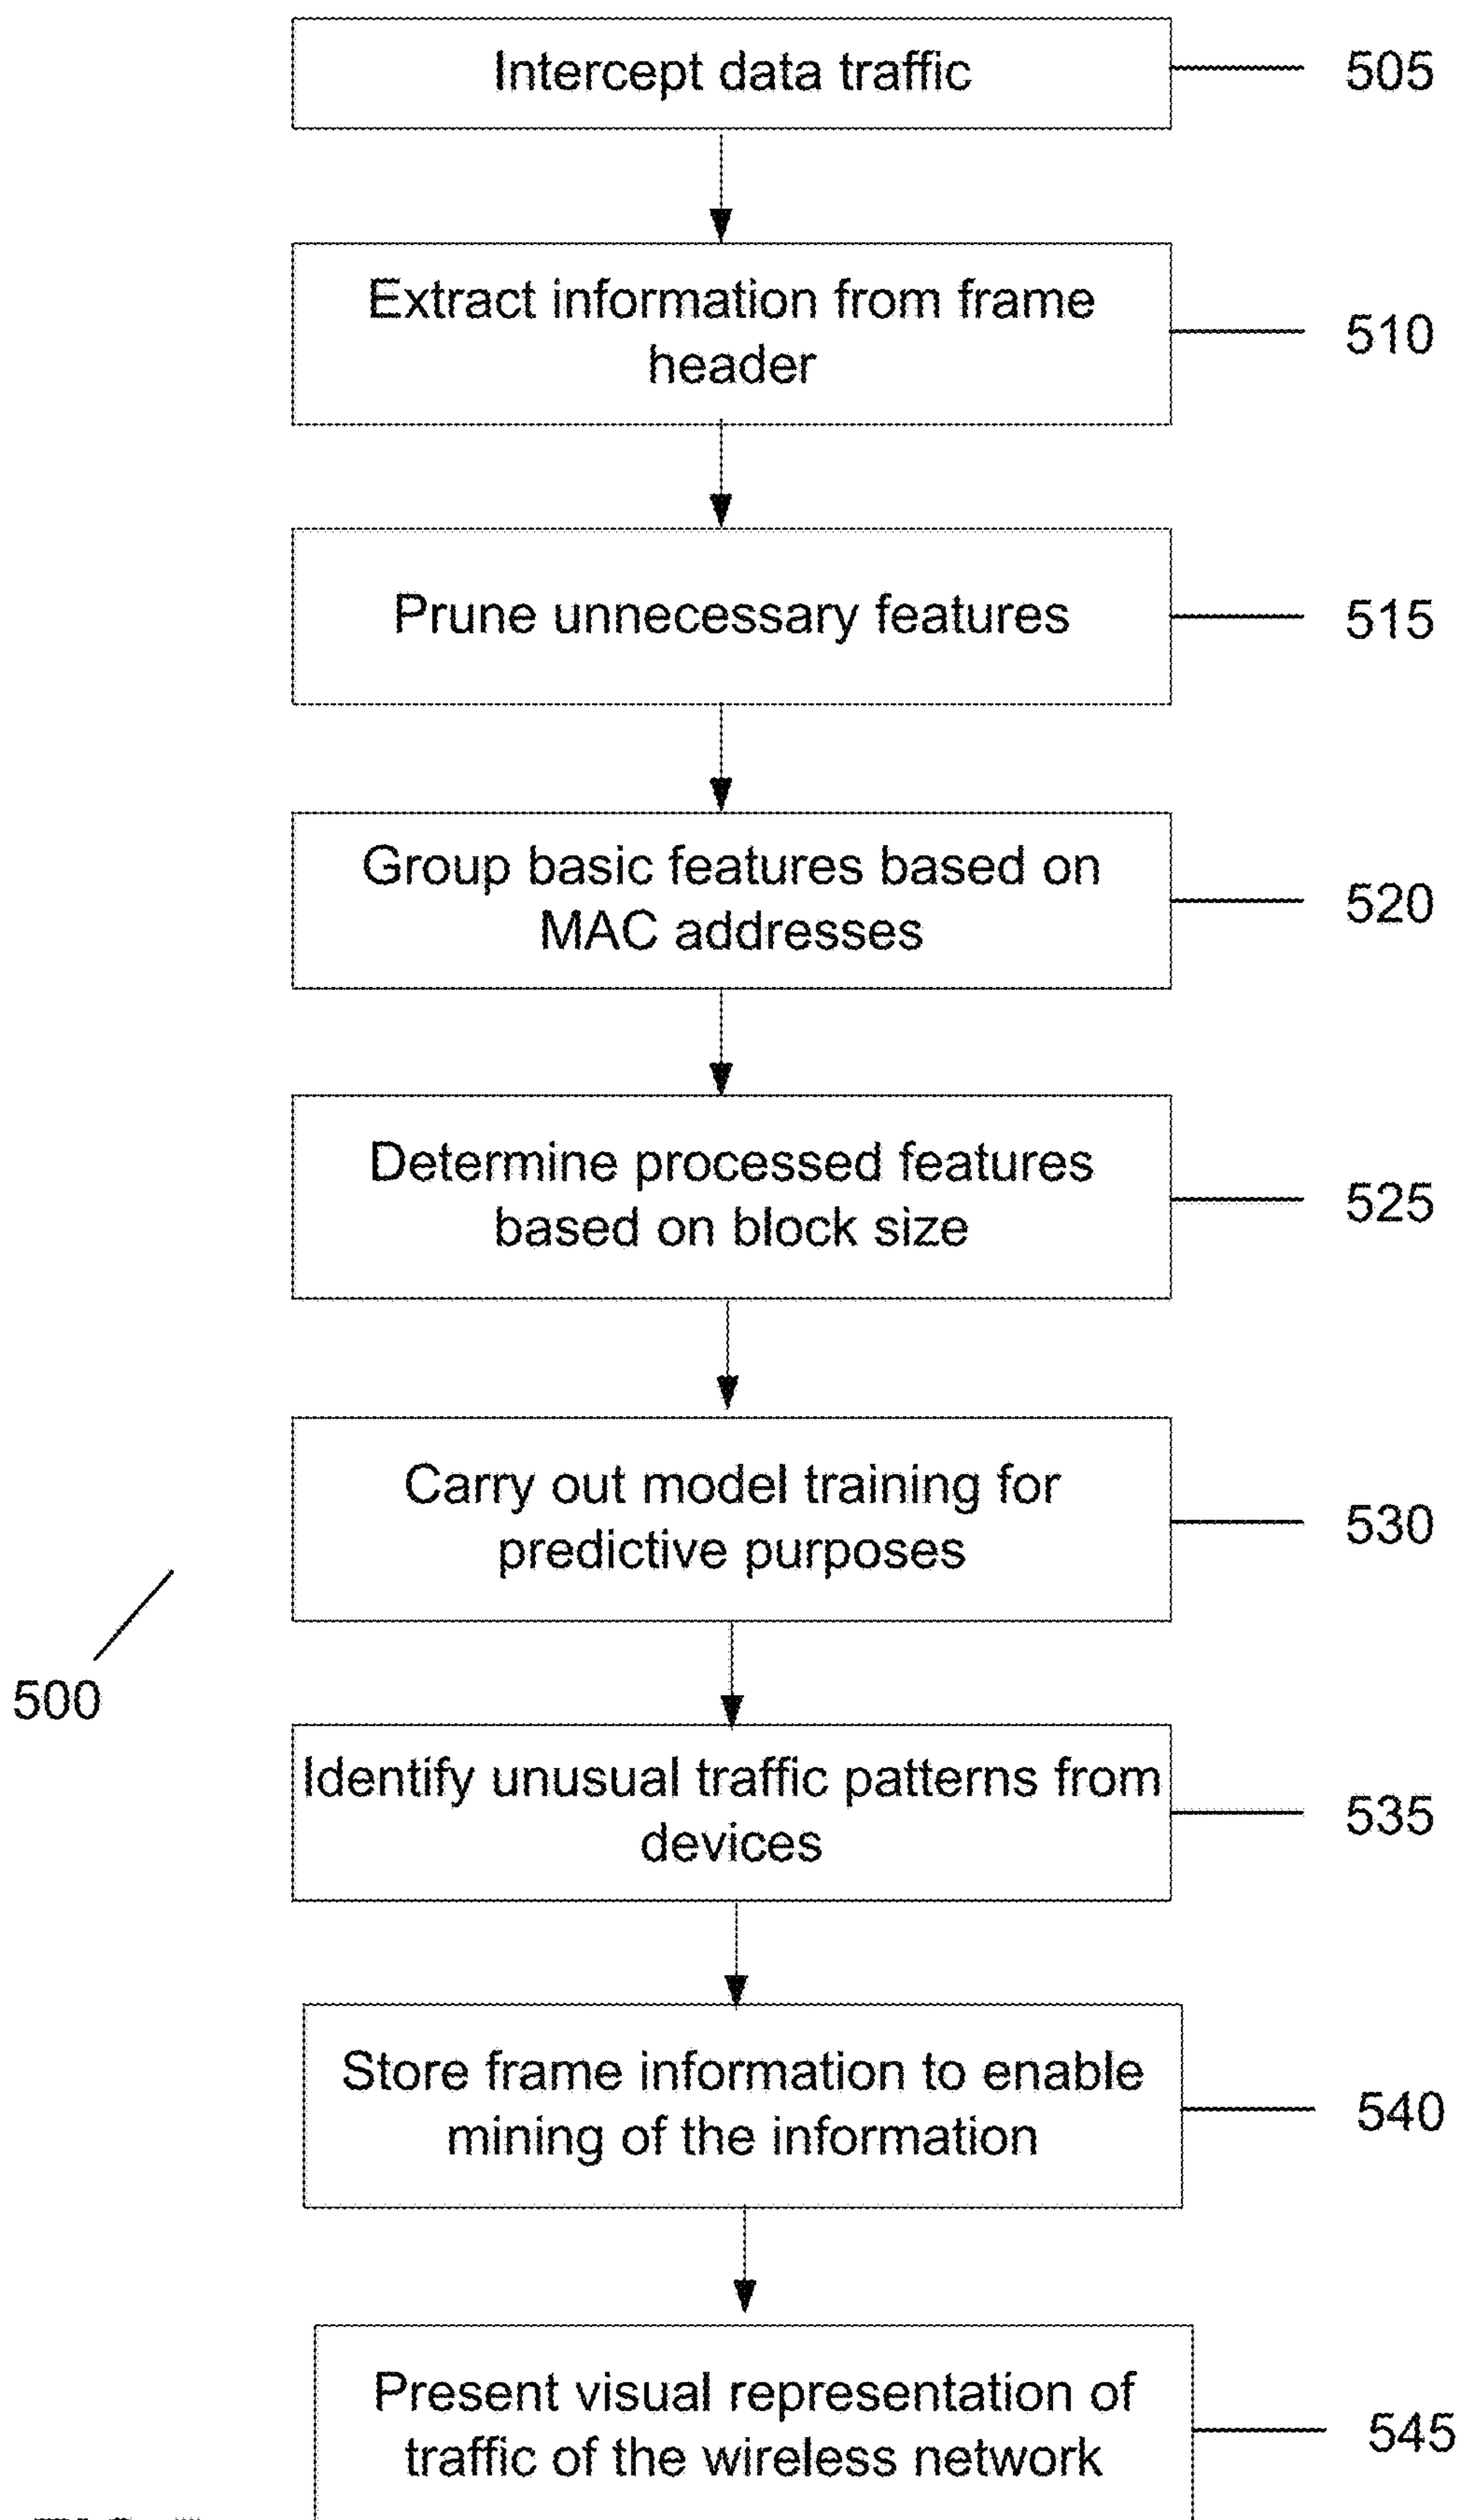 Intercept data traffic
505
Extract information from frame
header
510
Prune unnecessary features
515
Group basic features based on
MAC addresses
520
Determine processed features
based on block size
525
Carry out model training for
predictive purposes
530
500
Identify unusual traffic patterns from
devices
535
Store frame information to enable
mining of the information
540
Present visual representation of
traffic of the wireless network
545